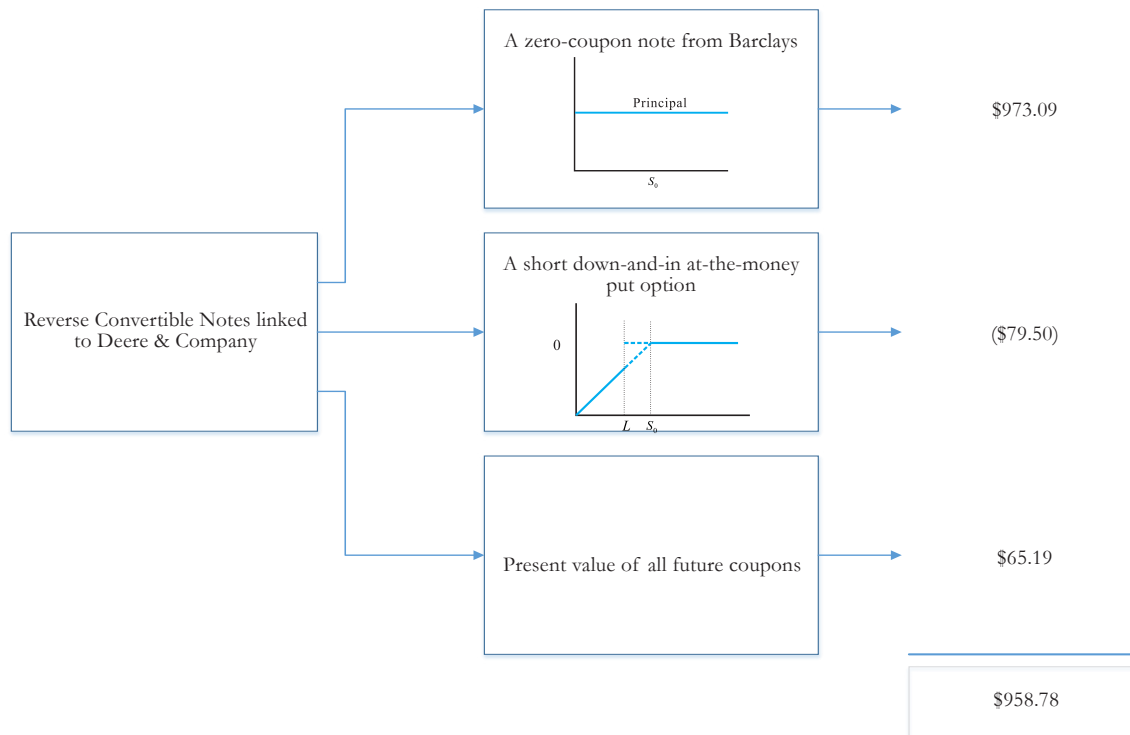 A zero-coupon note from Barclays
Principal
S₀
$973.09
Reverse Convertible Notes linked
to Deere & Company
A short down-and-in at-the-money
put option
0
L S₀
($79.50)
Present value of all future coupons
$65.19
$958.78